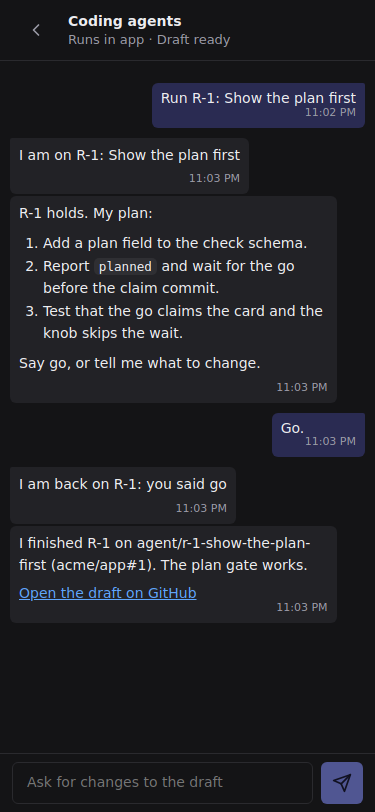 Coding agents
Runs in app · Draft ready
Run R-1: Show the plan first
11:02 PM
I am on R-1: Show the plan first
11:03 PM
R-1 holds. My plan:
1. Add a plan field to the check schema.
2. Report planned and wait for the go
before the claim commit.
3. Test that the go claims the card and the
knob skips the wait.
Say go, or tell me what to change.
11:03 PM
Go.
11:03 PM
I am back on R-1: you said go
11:03 PM
I finished R-1 on agent/r-1-show-the-plan-
first (acme/app#1). The plan gate works.
Open the draft on GitHub
11:03 PM
Ask for changes to the draft